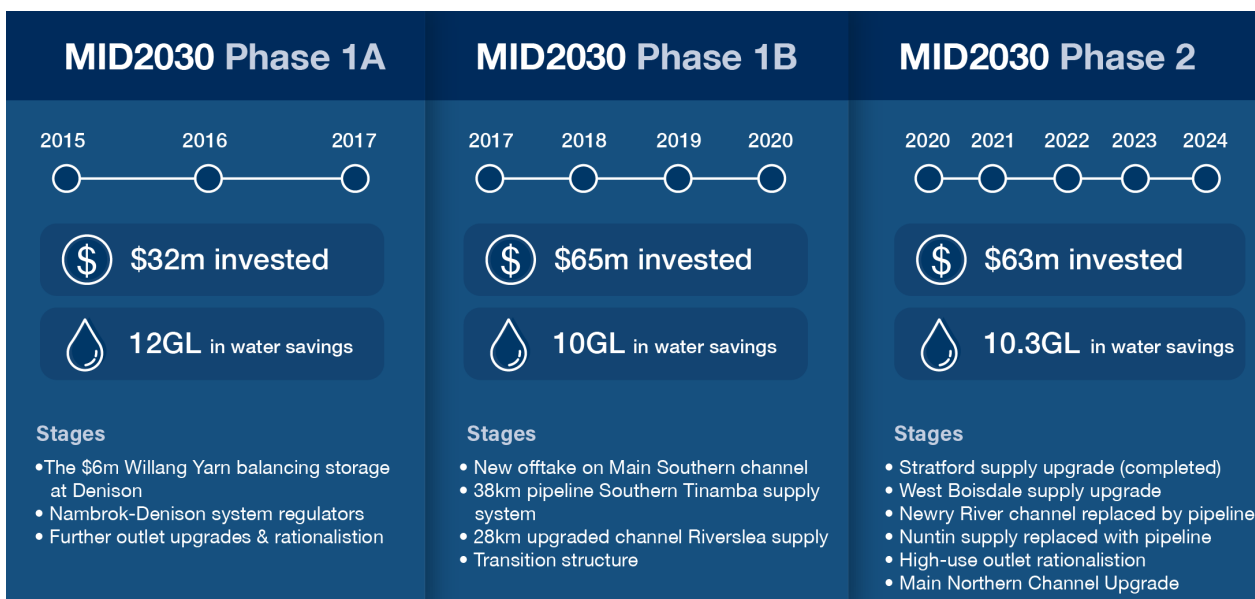 MID2030 Phase 1A
2015 2016 2017
$ $32m invested
12GL in water savings
Stages
•The $6m Willang Yarn balancing storage
at Denison
• Nambrok-Denison system regulators
• Further outlet upgrades & rationalistion
MID2030 Phase 1B
2017 2018 2019 2020
$ $65m invested
10GL in water savings
Stages
• New offtake on Main Southern channel
• 38km pipeline Southern Tinamba supply
system
• 28km upgraded channel Riverslea supply
• Transition structure
MID2030 Phase 2
2020 2021 2022 2023 2024
$ $63m invested
10.3GL in water savings
Stages
• Stratford supply upgrade (completed)
• West Boisdale supply upgrade
• Newry River channel replaced by pipeline
• Nuntin supply replaced with pipeline
• High-use outlet rationalistion
• Main Northern Channel Upgrade